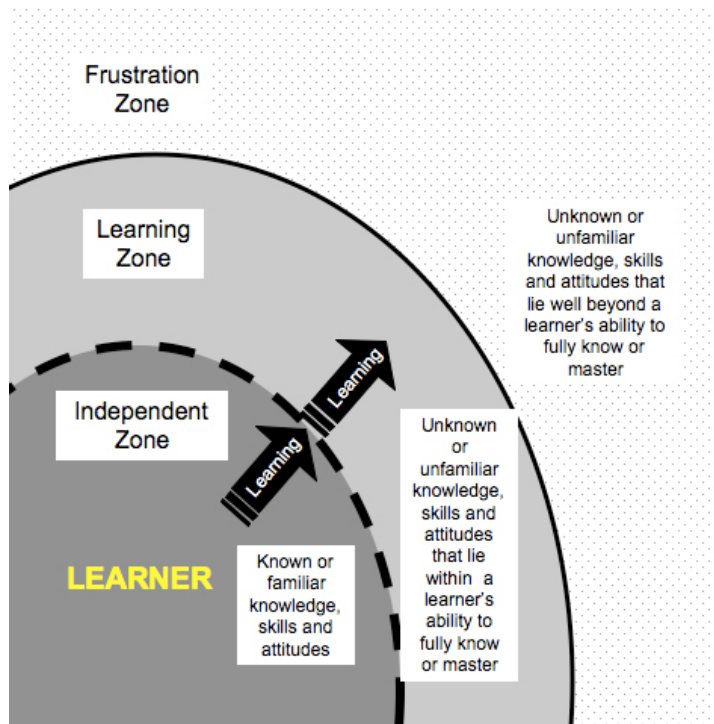 Frustration
Zone
Learning
Zone
Unknown or
unfamiliar
knowledge, skills
and attitudes that
lie well beyond a
learner's ability to
fully know or
master
Learning
Independent
Zone
Learning
Unknown
or
unfamiliar
knowledge,
skills and
attitudes
that lie
within a
learner's
ability to
fully know
or master
LEARNER
Known or
familiar
knowledge,
skills and
attitudes